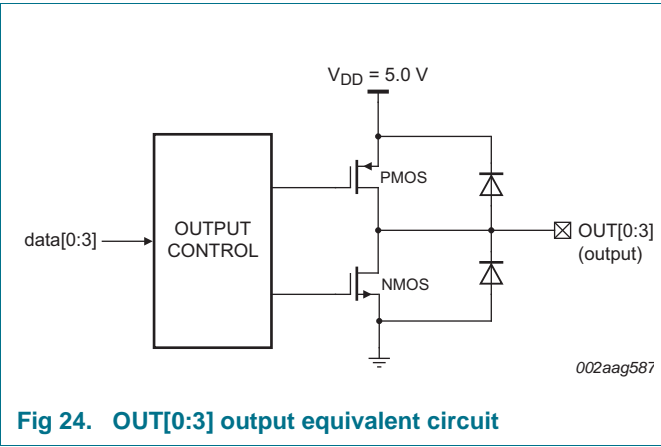 V_DD = 5.0 V
PMOS
data[0:3]
OUTPUT
CONTROL
OUT[0:3]
(output)
NMOS
002aag587
Fig 24. OUT[0:3] output equivalent circuit